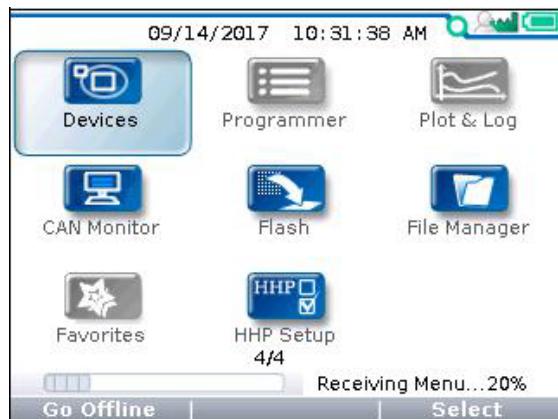 09/14/2017 10:31:38 AM
Devices Programmer Plot & Log
CAN Monitor Flash File Manager
HHP
Favorites HHP Setup
4/4
Receiving Menu...20%
Go Offline Select